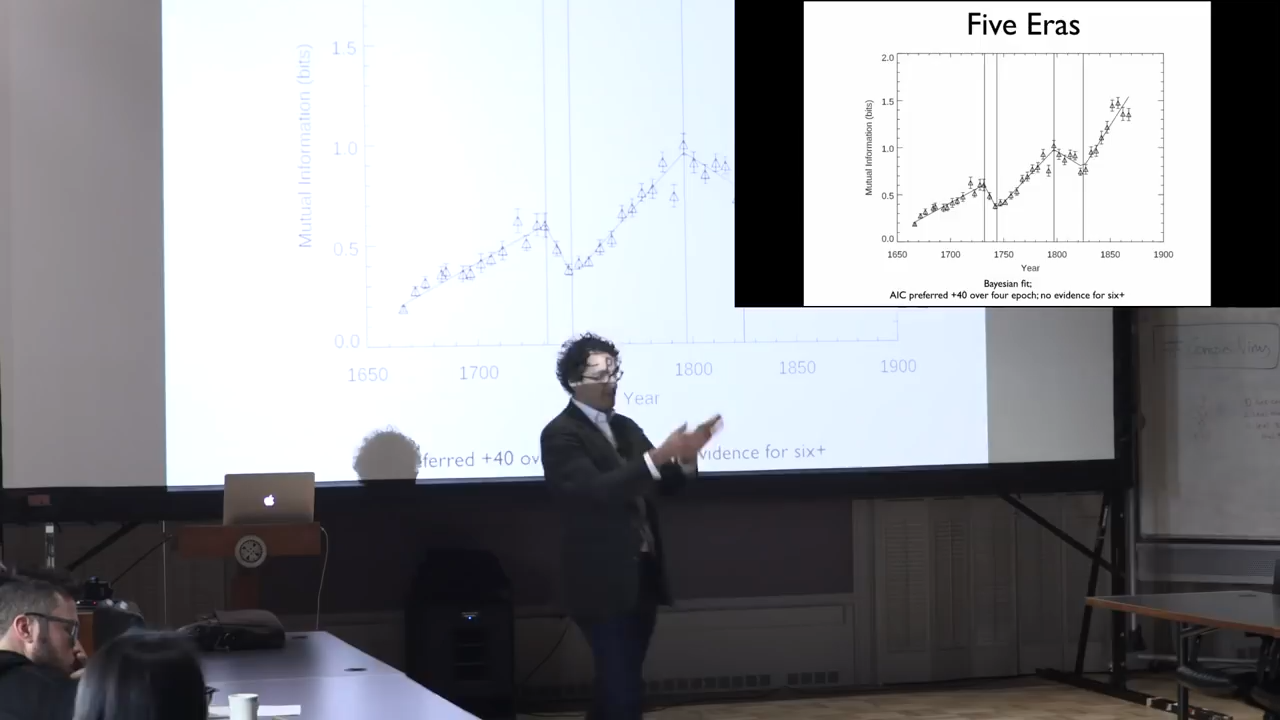 Five Eras
2.0
1.5
1.0
0.5
0.0
Mutual Information (bits)
1650 1700 1750 1800 1850 1900
Year
Bayesian fit;
AIC preferred +40 over four epoch; no evidence for six+
1.5
1.0
0.5
0.0
Mutual Information (bits)
1650 1700 1800 1850 1900
Year
ferred +40 ov vidence for six+